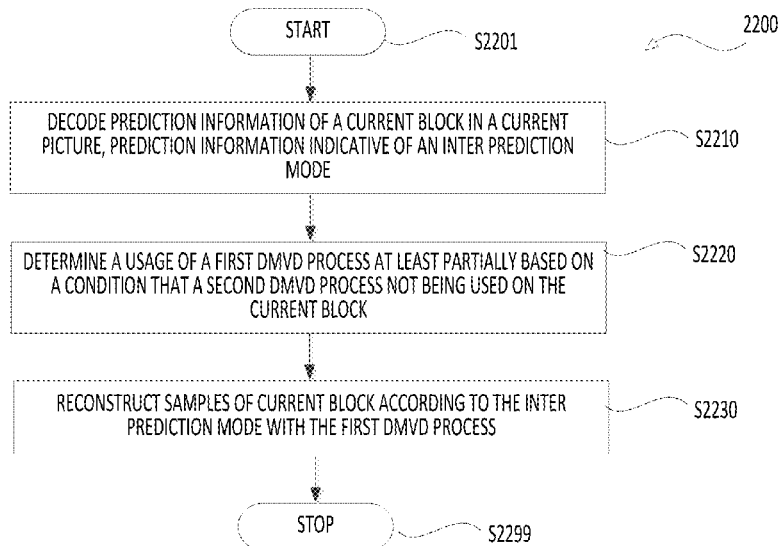 START
S2201
2200
DECODE PREDICTION INFORMATION OF A CURRENT BLOCK IN A CURRENT
PICTURE, PREDICTION INFORMATION INDICATIVE OF AN INTER PREDICTION
MODE
S2210
DETERMINE A USAGE OF A FIRST DMVD PROCESS AT LEAST PARTIALLY BASED ON
A CONDITION THAT A SECOND DMVD PROCESS NOT BEING USED ON THE
CURRENT BLOCK
S2220
RECONSTRUCT SAMPLES OF CURRENT BLOCK ACCORDING TO THE INTER
PREDICTION MODE WITH THE FIRST DMVD PROCESS
S2230
STOP
S2299